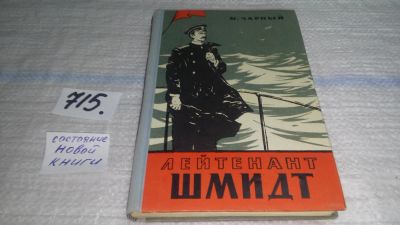 715.
состояние
новой
книги
Н. ЧАРНЫЙ
ЛЕЙТЕНАНТ
ШМИДТ